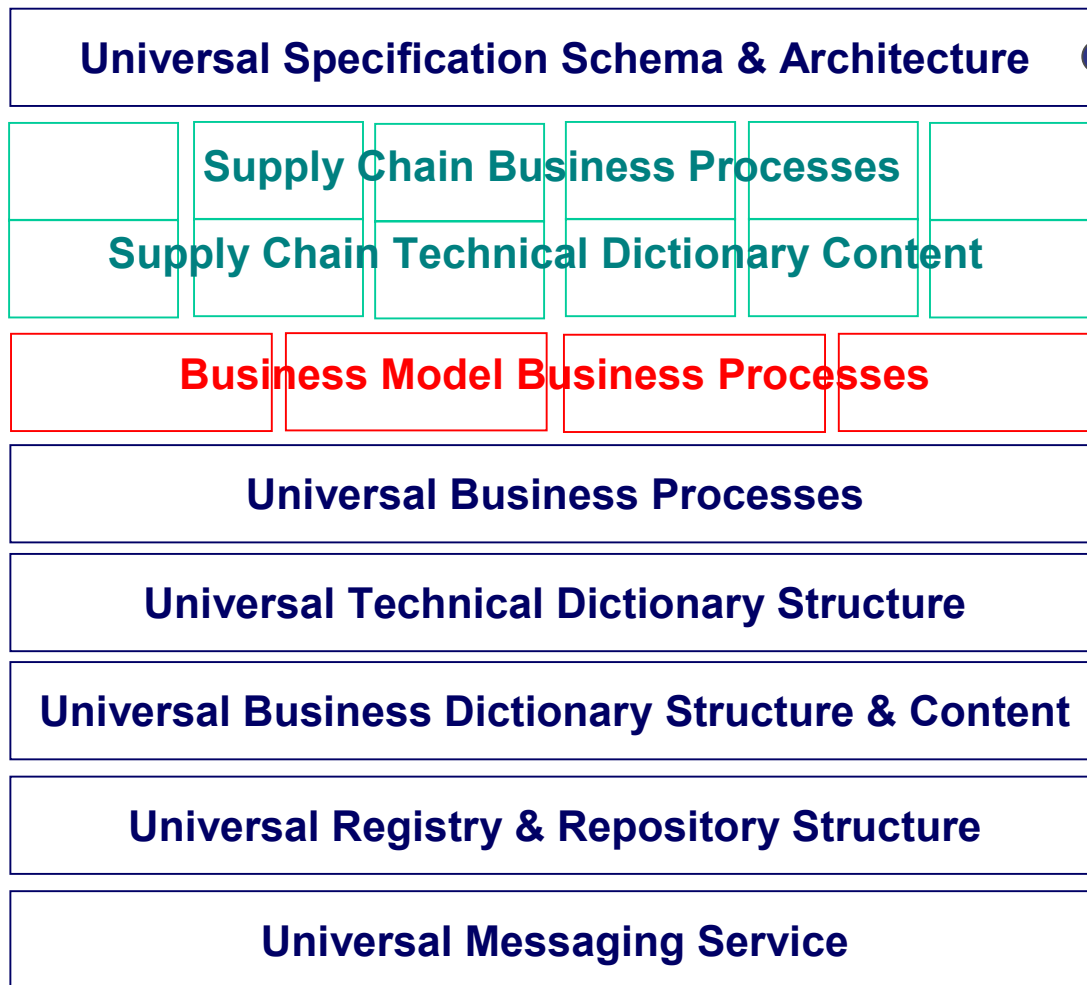 Universal Specification Schema & Architecture
Supply Chain Business Processes
Supply Chain Technical Dictionary Content
Business Model Business Processes
Universal Business Processes
Universal Technical Dictionary Structure
Universal Business Dictionary Structure & Content
Universal Registry & Repository Structure
Universal Messaging Service